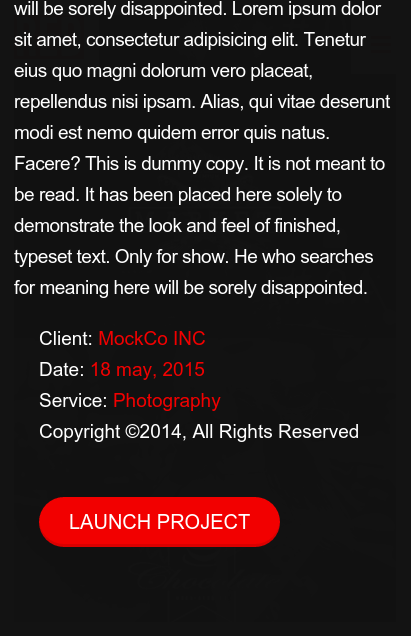 will be sorely disappointed. Lorem ipsum dolor
sit amet, consectetur adipisicing elit. Tenetur
eius quo magni dolorum vero placeat,
repellendus nisi ipsam. Alias, qui vitae deserunt
modi est nemo quidem error quis natus.
Facere? This is dummy copy. It is not meant to
be read. It has been placed here solely to
demonstrate the look and feel of finished,
typeset text. Only for show. He who searches
for meaning here will be sorely disappointed.
Client: MockCo INC
Date: 18 may, 2015
Service: Photography
Copyright ©2014, All Rights Reserved
LAUNCH PROJECT